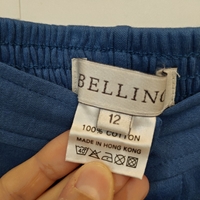 BELLINO
12
100% COTTON
MADE IN HONG KONG